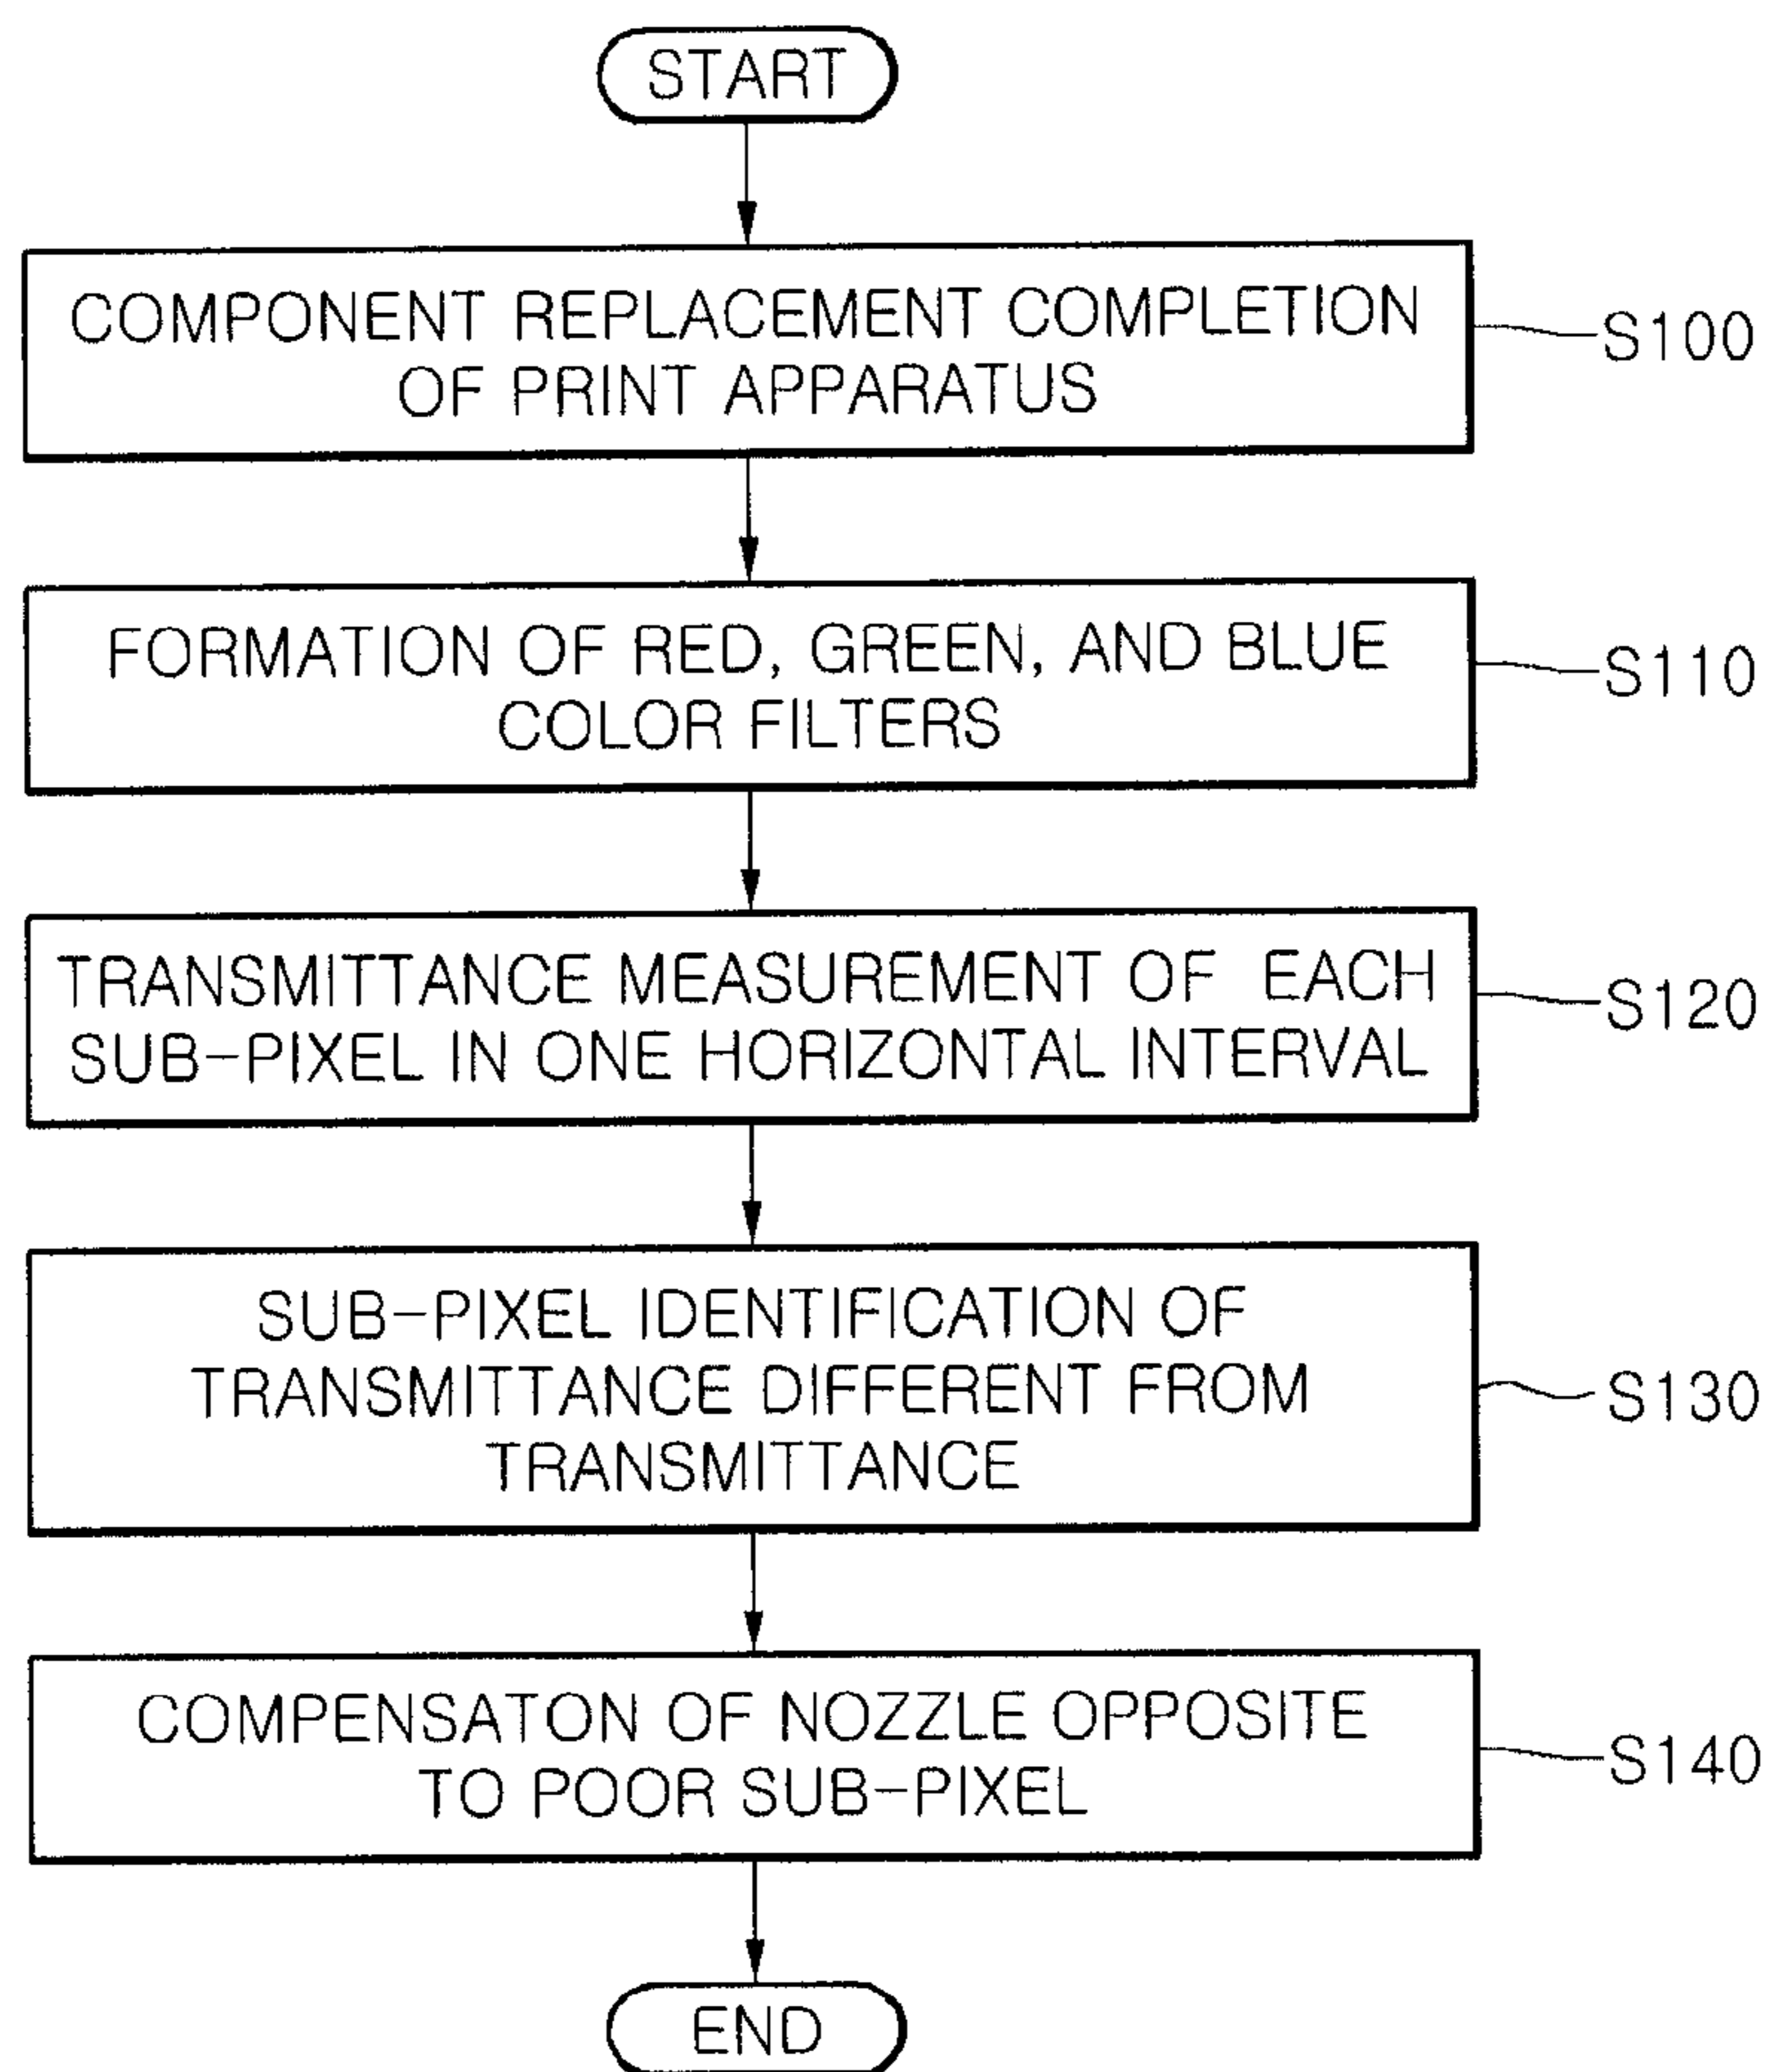 START
COMPONENT REPLACEMENT COMPLETION
OF PRINT APPARATUS
S100
FORMATION OF RED, GREEN, AND BLUE
COLOR FILTERS
S110
TRANSMITTANCE MEASUREMENT OF EACH
SUB-PIXEL IN ONE HORIZONTAL INTERVAL
S120
SUB-PIXEL IDENTIFICATION OF
TRANSMITTANCE DIFFERENT FROM
TRANSMITTANCE
S130
COMPENSATON OF NOZZLE OPPOSITE
TO POOR SUB-PIXEL
S140
END